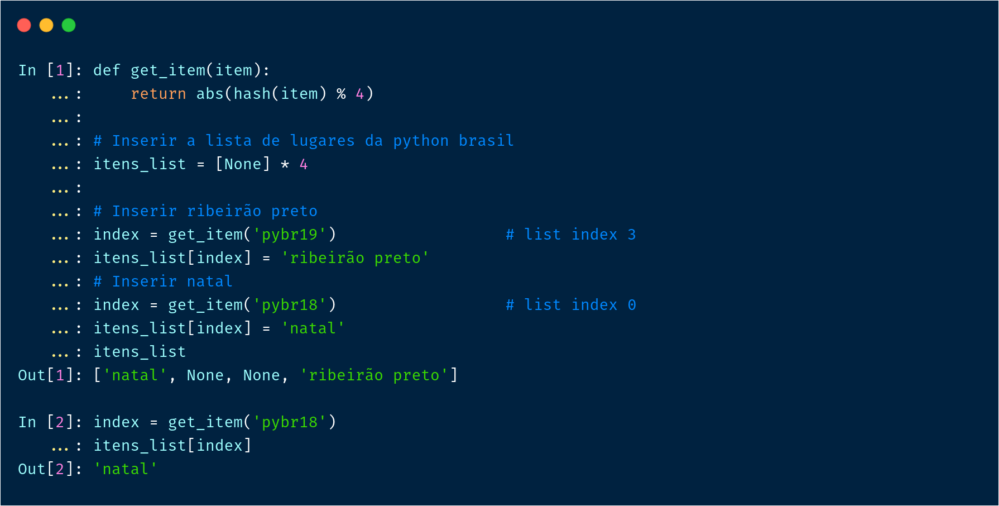 In [1]: def get_item(item):
   ...:     return abs(hash(item) % 4)
   ...:
   ...: # Inserir a lista de lugares da python brasil
   ...: itens_list = [None] * 4
   ...:
   ...: # Inserir ribeirão preto
   ...: index = get_item('pybr19')                  # list index 3
   ...: itens_list[index] = 'ribeirão preto'
   ...: # Inserir natal
   ...: index = get_item('pybr18')                  # list index 0
   ...: itens_list[index] = 'natal'
   ...: itens_list
Out[1]: ['natal', None, None, 'ribeirão preto']

In [2]: index = get_item('pybr18')
   ...: itens_list[index]
Out[2]: 'natal'